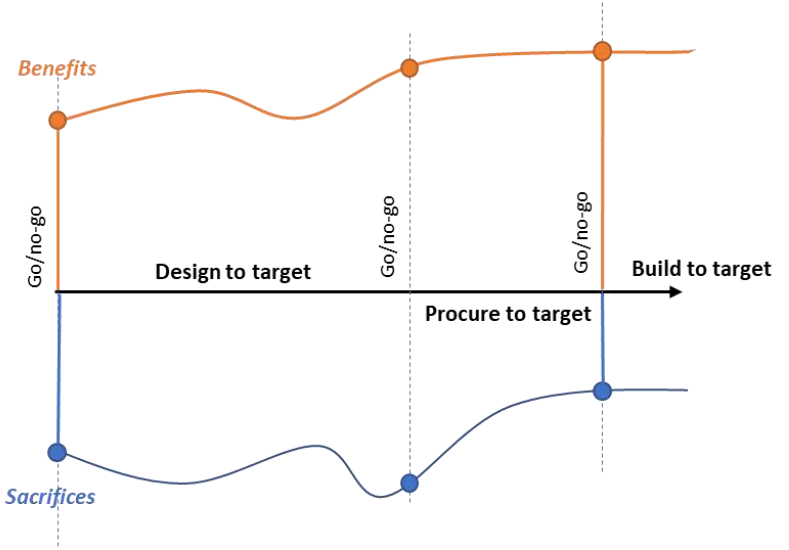 Benefits
Go/no-go
Go/no-go
Go/no-go
Design to target
Build to target
Procure to target
Sacrifices